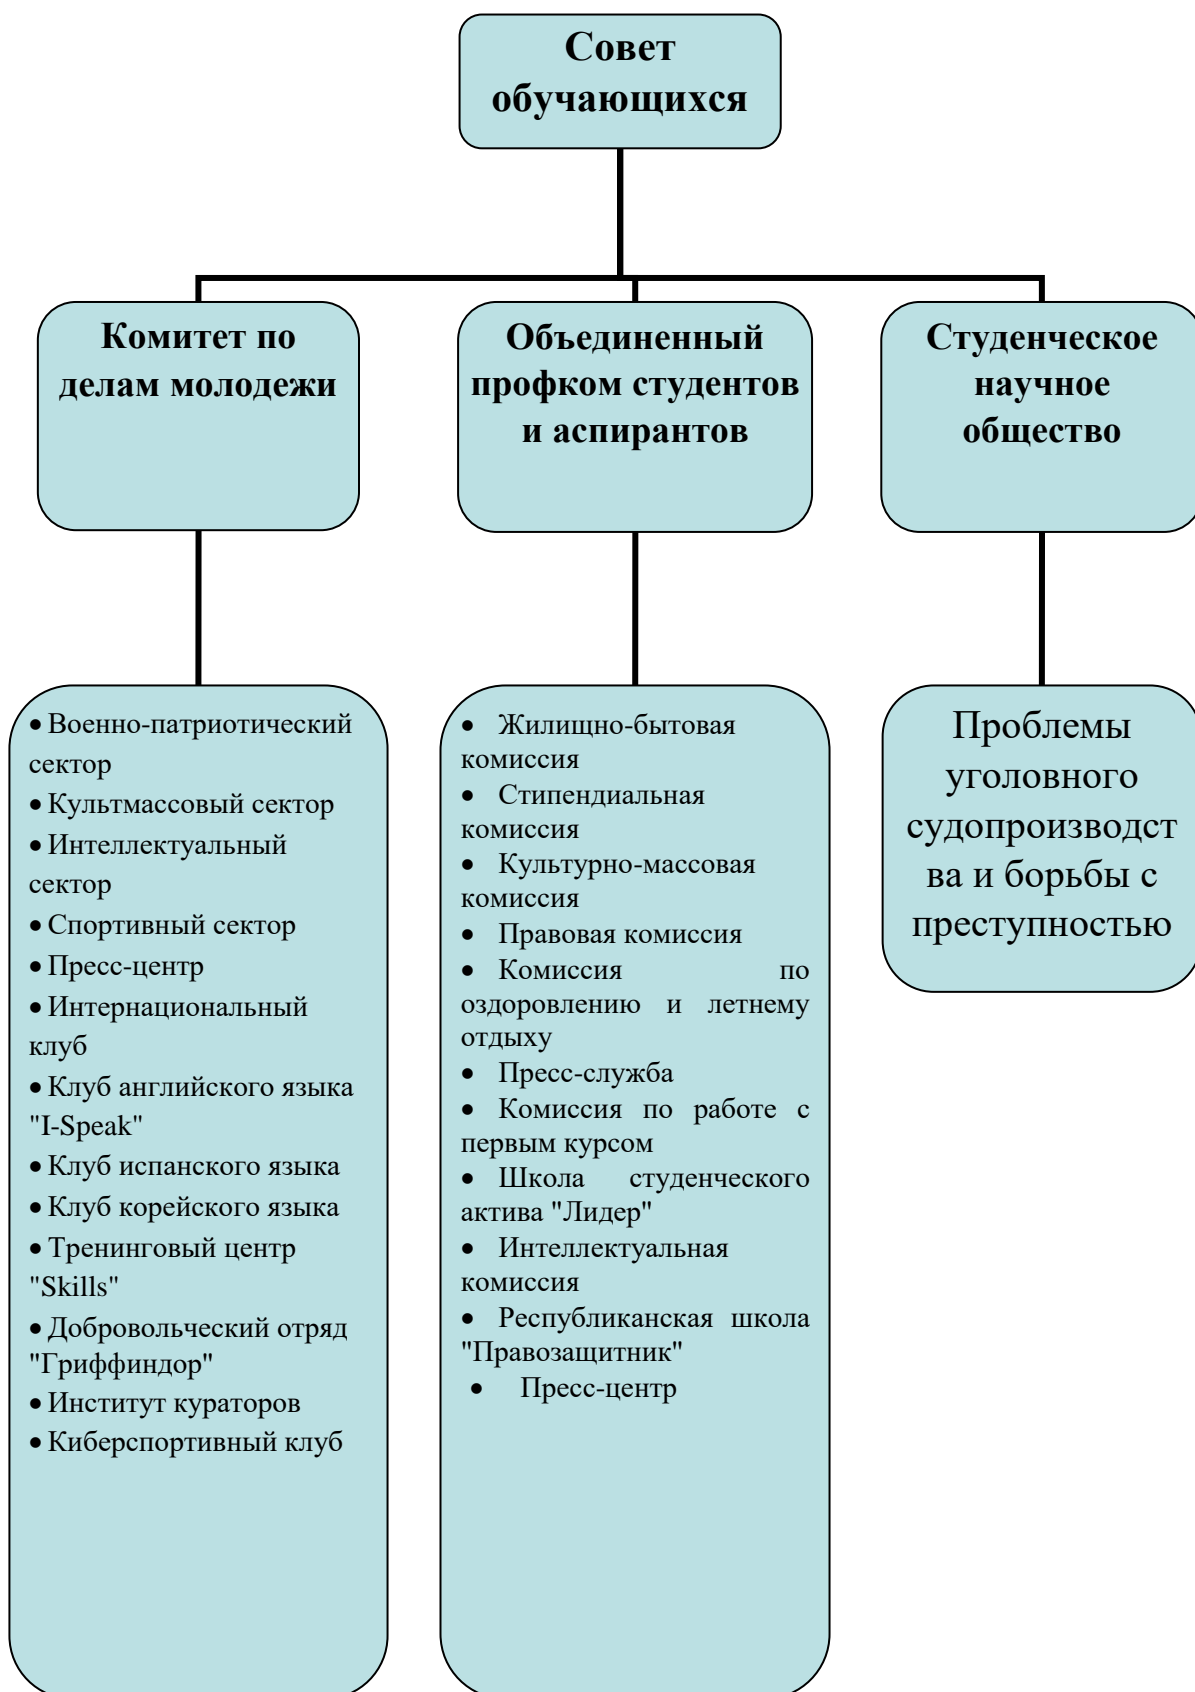 Совет
обучающихся
Комитет по
делам молодежи
Объединенный
профком студентов
и аспирантов
Студенческое
научное
общество
• Военно-патриотический
сектор
• Культмассовый сектор
• Интеллектуальный
сектор
• Спортивный сектор
• Пресс-центр
• Интернациональный
клуб
• Клуб английского языка
"I-Speak"
• Клуб испанского языка
• Клуб корейского языка
• Тренинговый центр
"Skills"
• Добровольческий отряд
"Гриффиндор"
• Институт кураторов
• Киберспортивный клуб
• Жилищно-бытовая
комиссия
• Стипендиальная
комиссия
• Культурно-массовая
комиссия
• Правовая комиссия
• Комиссия по
оздоровлению и летнему
отдыху
• Пресс-служба
• Комиссия по работе с
первым курсом
• Школа студенческого
актива "Лидер"
• Интеллектуальная
комиссия
• Республиканская школа
"Правозащитник"
• Пресс-центр
Проблемы
уголовного
судопроизводст
ва и борьбы с
преступностью